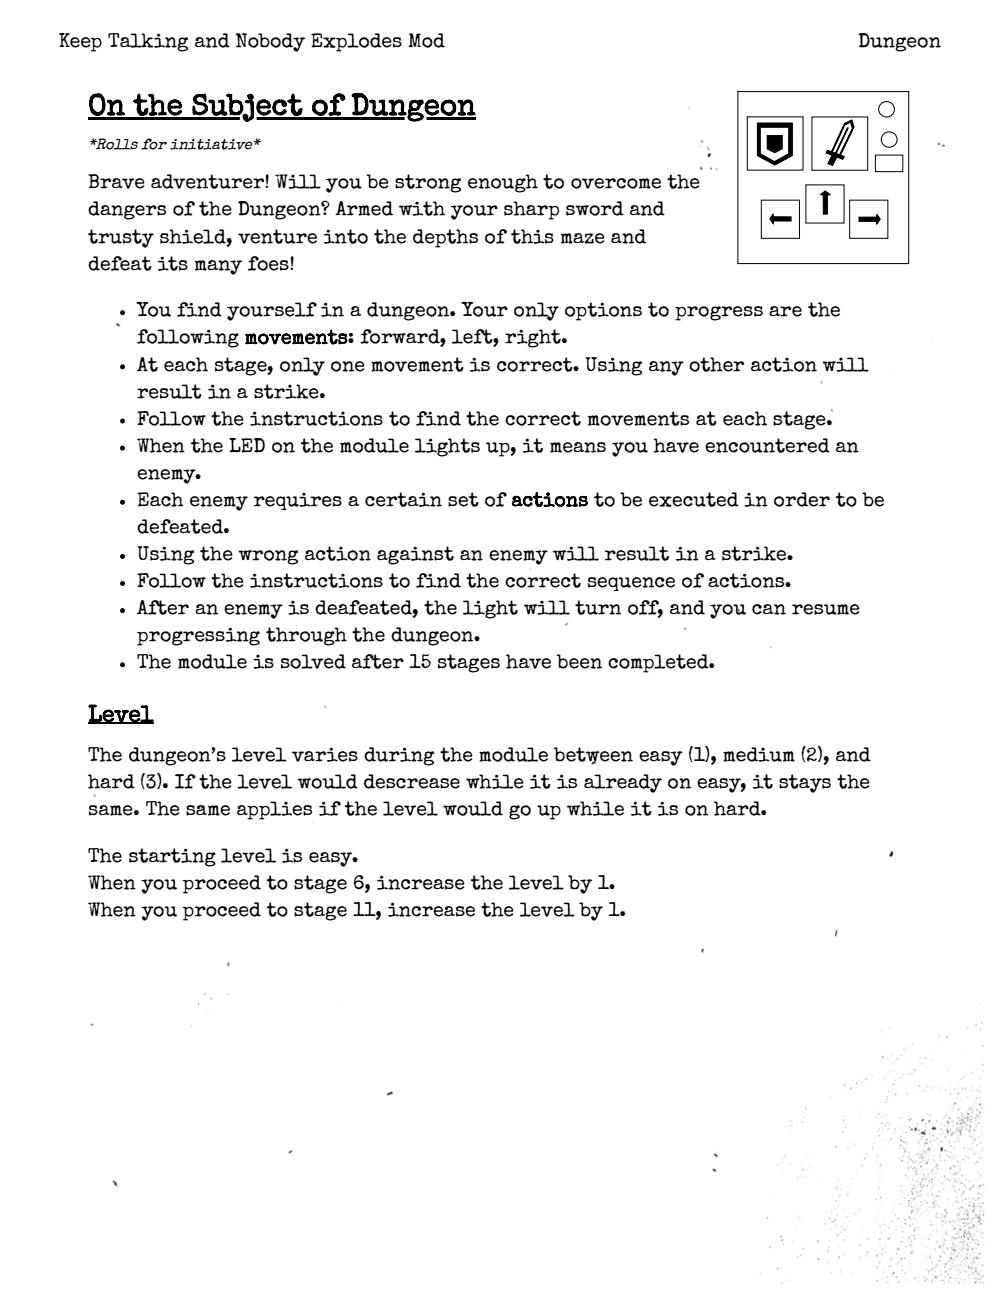 Keep Talking and Nobody Explodes Mod
Dungeon
On the Subject of Dungeon
*Rolls for initiative*
Brave adventurer! Will you be strong enough to overcome the
dangers of the Dungeon? Armed with your sharp sword and
trusty shield, venture into the depths of this maze and
defeat its many foes!
• You find yourself in a dungeon. Your only options to progress are the
following movements: forward, left, right.
• At each stage, only one movement is correct. Using any other action will
result in a strike.
• Follow the instructions to find the correct movements at each stage.
• When the LED on the module lights up, it means you have encountered an
enemy.
• Each enemy requires a certain set of actions to be executed in order to be
defeated.
• Using the wrong action against an enemy will result in a strike.
• Follow the instructions to find the correct sequence of actions.
• After an enemy is deafeated, the light will turn off, and you can resume
progressing through the dungeon.
• The module is solved after 15 stages have been completed.
Level
The dungeon's level varies during the module between easy (1), medium (2), and
hard (3). If the level would descrease while it is already on easy, it stays the
same. The same applies if the level would go up while it is on hard.
The starting level is easy.
When you proceed to stage 6, increase the level by 1.
When you proceed to stage 11, increase the level by 1.